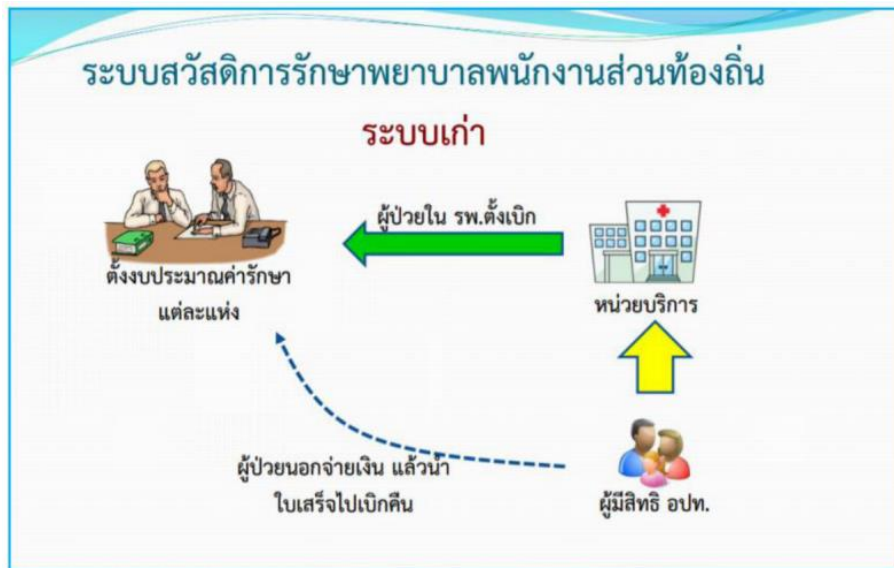 ระบบสวัสดิการรักษาพยาบาลพนักงานส่วนท้องถิ่น
ระบบเก่า
ผู้ป่วยใน รพ.ตั้งเบิก
ตั้งงบประมาณค่ารักษา
แต่ละแห่ง
หน่วยบริการ
ผู้ป่วยนอกจ่ายเงิน แล้วนำ
ใบเสร็จไปเบิกคืน
ผู้มีสิทธิ อปท.